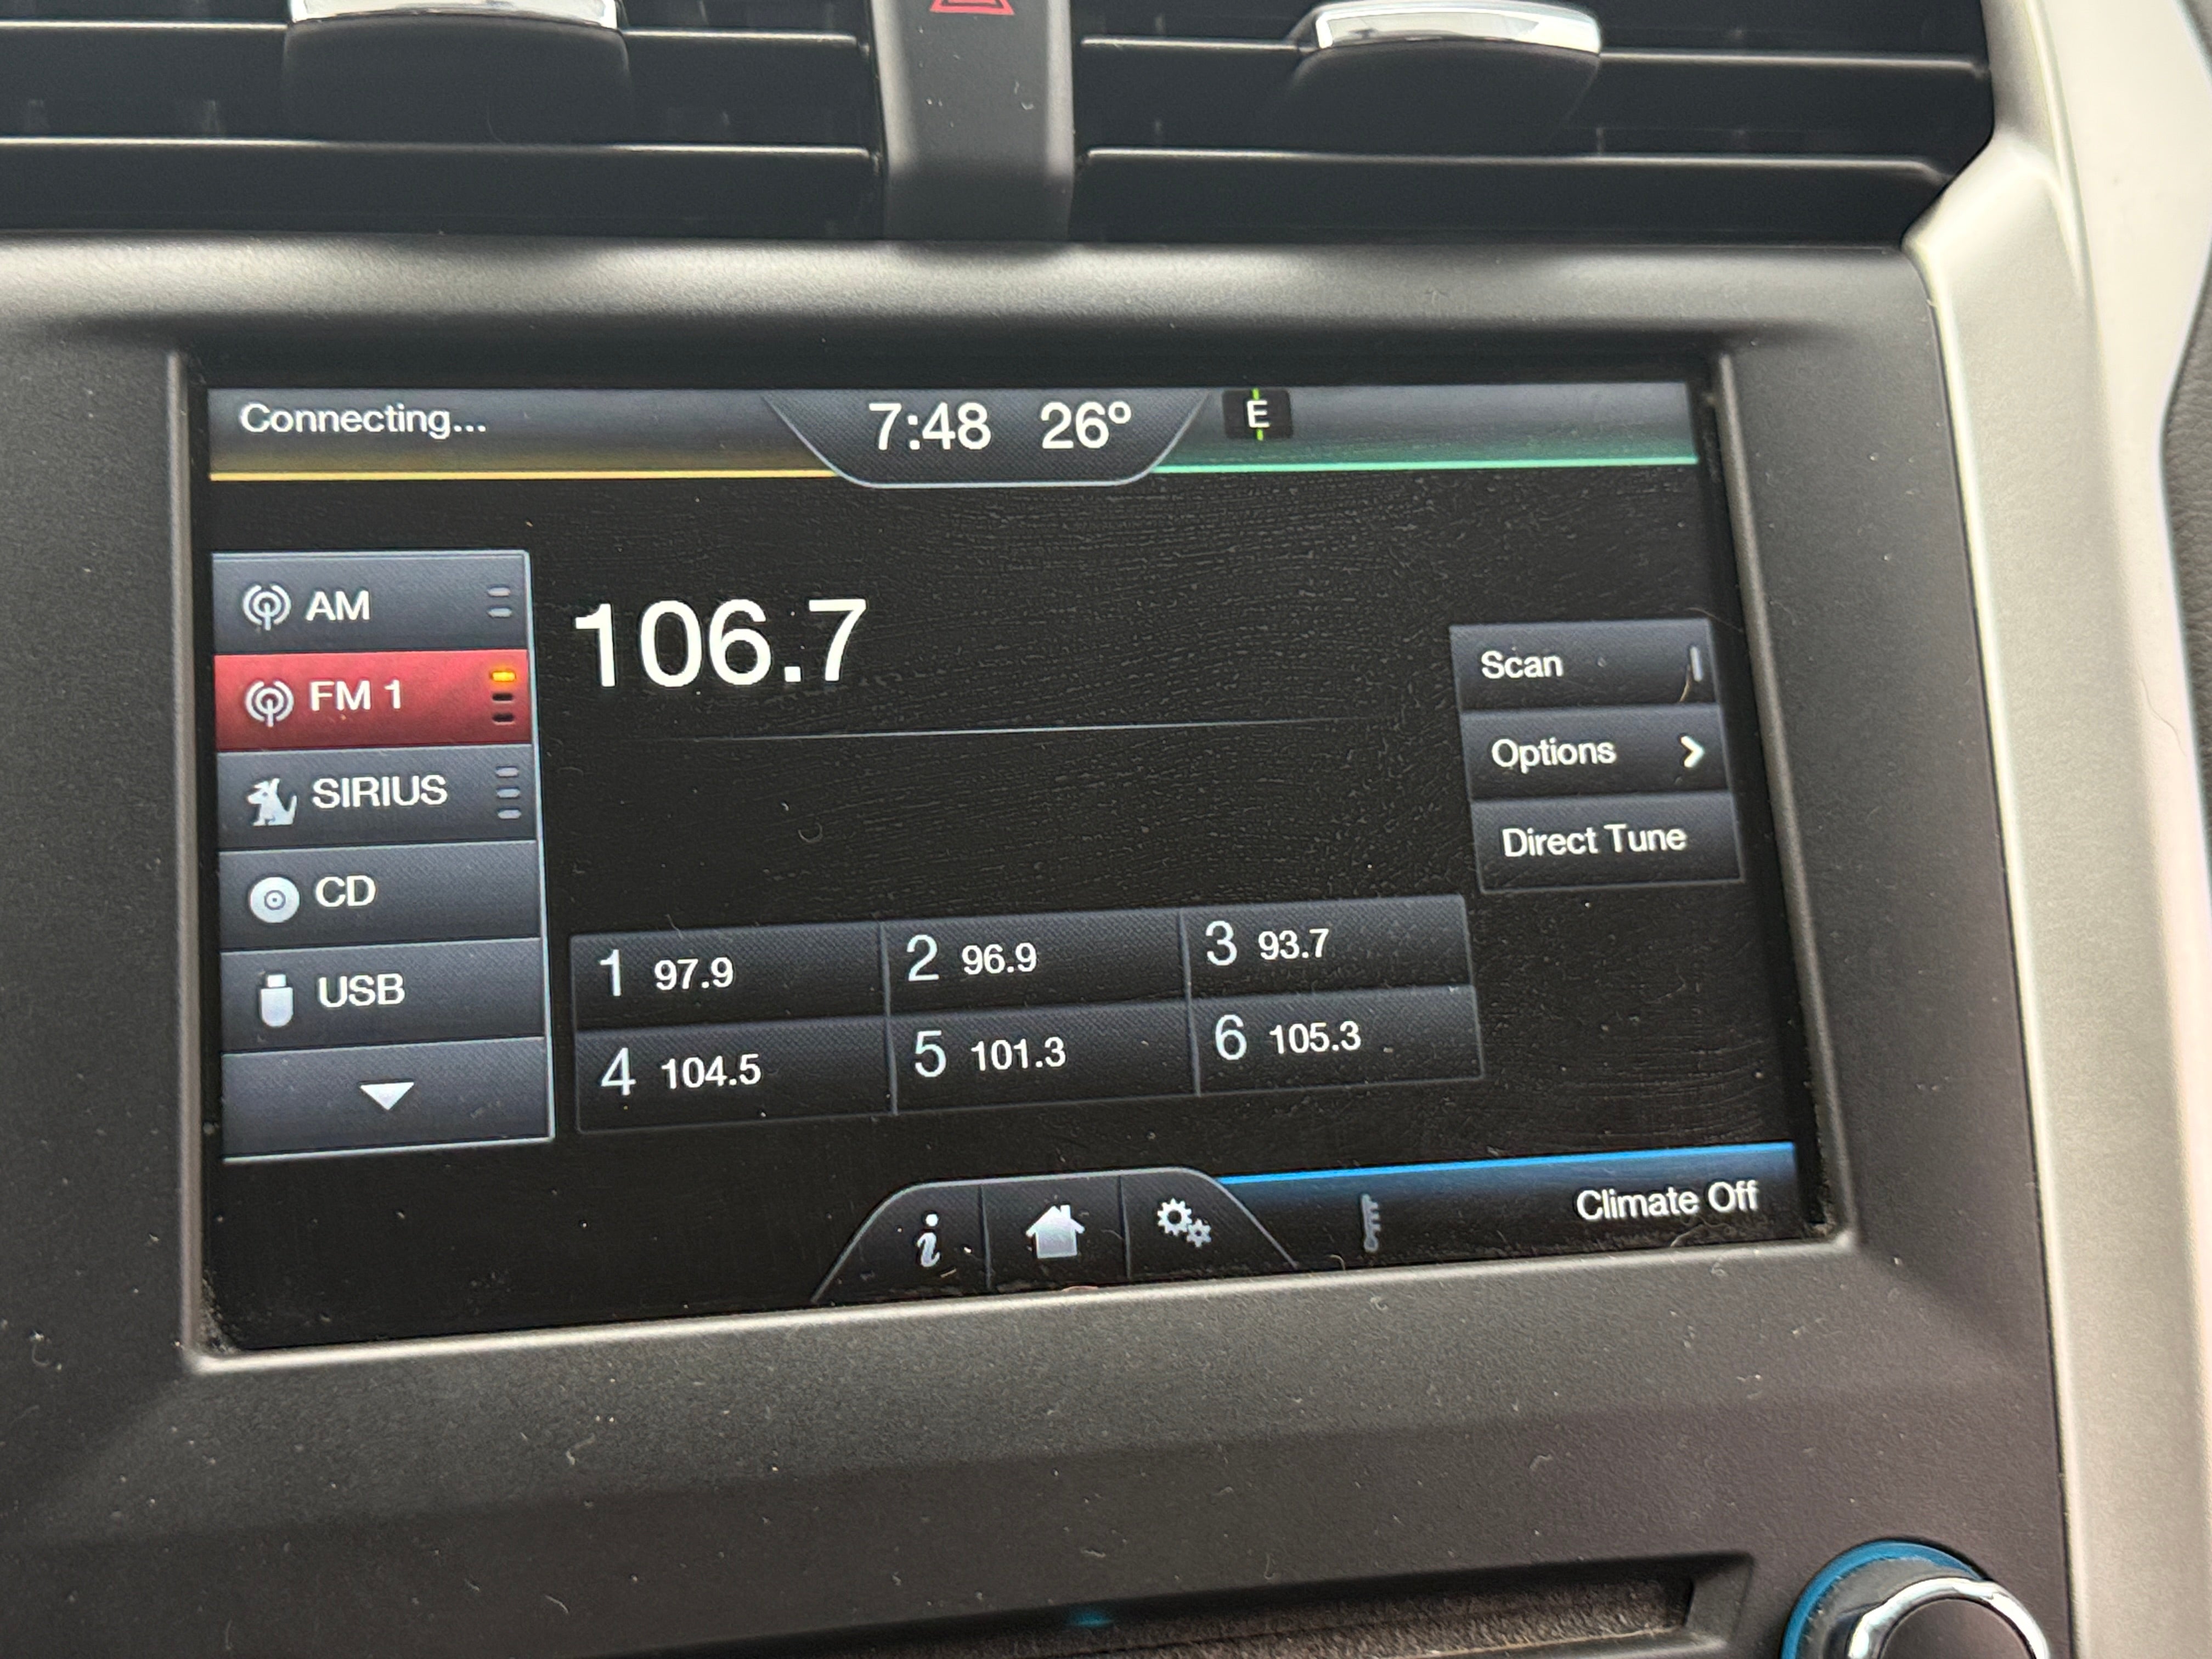 Connecting...
7:48 26º
E
AM
FM 1
SIRIUS
CD
USB
106.7
Scan
Options
Direct Tune
1 97.9 2 96.9 3 93.7
4 104.5 5 101.3 6 105.3
i
Climate Off